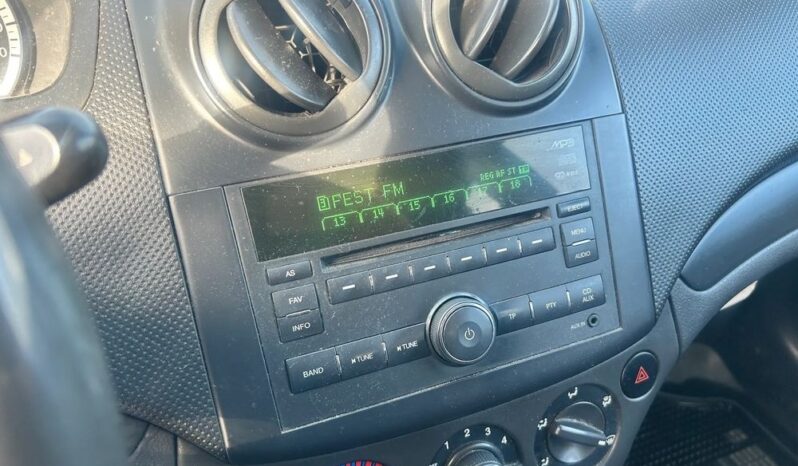 MP3
REG AF ST TP
3 FEST FM
13 14 15 16 17 18
EJECT
AS
MENU
FAV
AUDIO
INFO
CD/AUX
TP
PTY
TUNE
TUNE
BAND
AUX IN
1 2 3 4